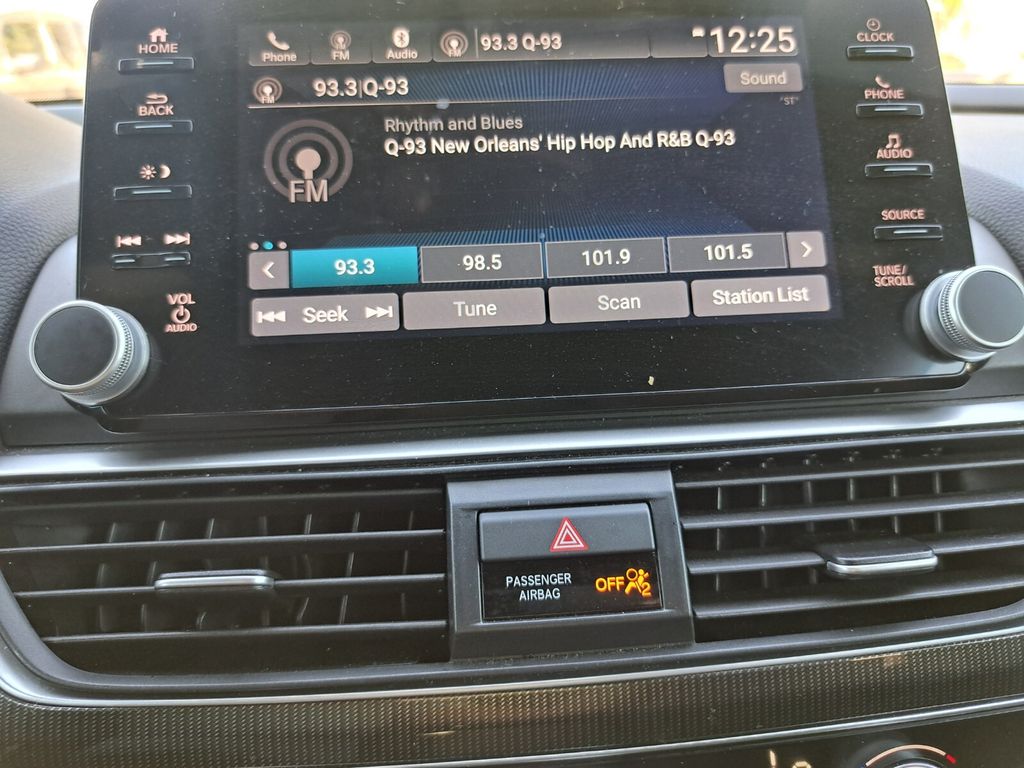 HOME
BACK
VOL
AUDIO
Phone
FM
Audio
FM
93.3 Q-93
12:25
FM
93.3|Q-93
Sound
"ST"
Rhythm and Blues
Q-93 New Orleans' Hip Hop And R&B Q-93
FM
93.3
98.5
101.9
101.5
Seek
Tune
Scan
Station List
CLOCK
PHONE
AUDIO
SOURCE
TUNE/
SCROLL
PASSENGER
AIRBAG
OFF 2